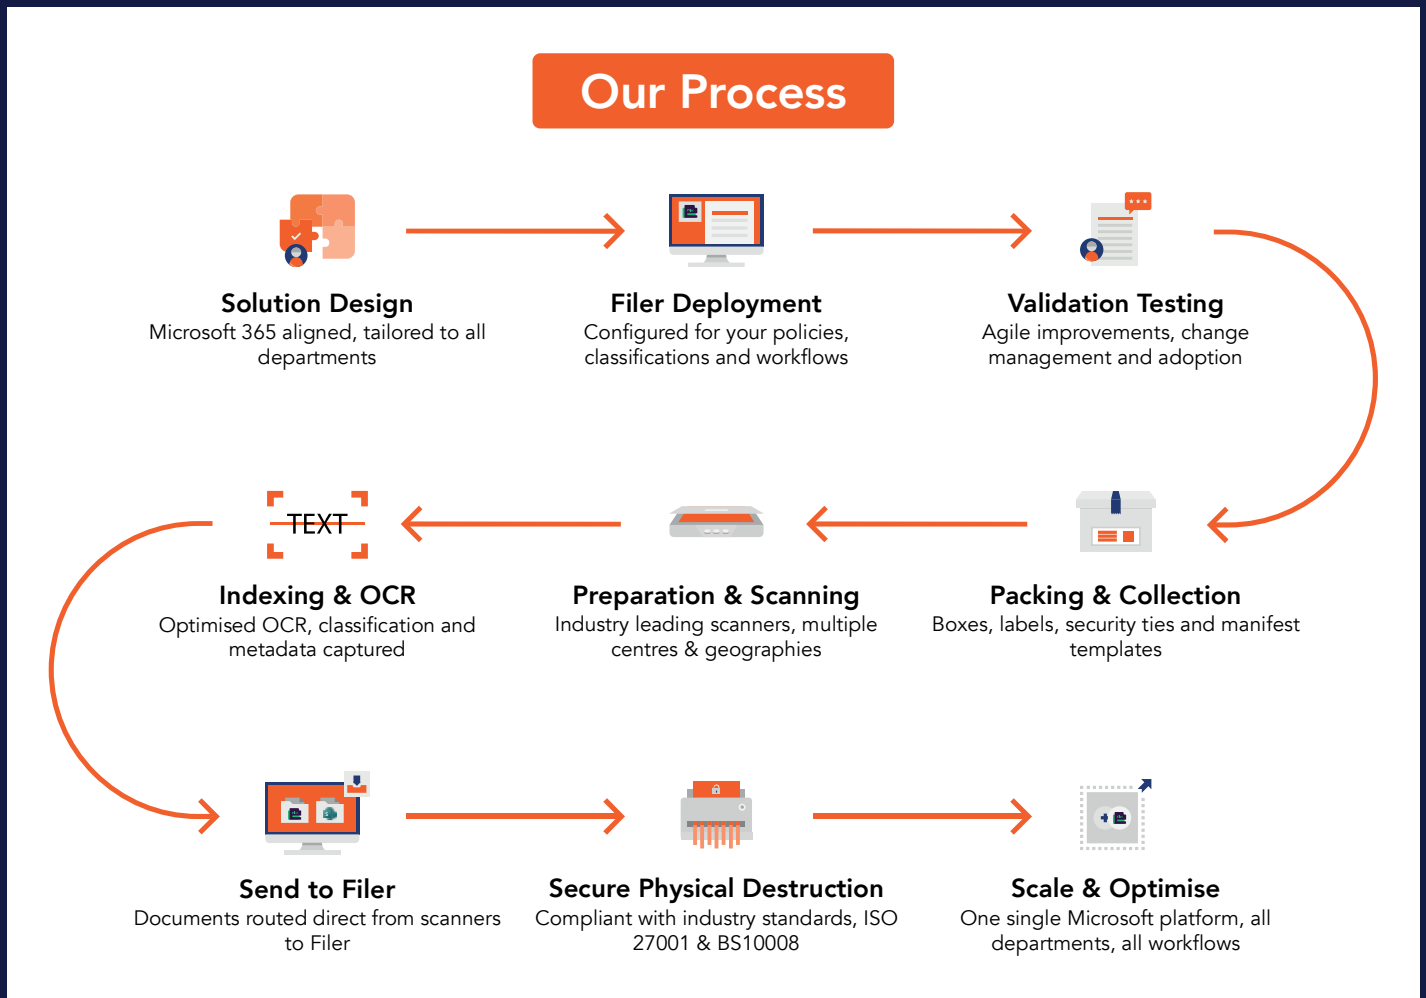 Our Process
Solution Design
Microsoft 365 aligned, tailored to all
departments
Filer Deployment
Configured for your policies,
classifications and workflows
Validation Testing
Agile improvements, change
management and adoption
Packing & Collection
Boxes, labels, security ties and manifest
templates
Preparation & Scanning
Industry leading scanners, multiple
centres & geographies
TEXT
Indexing & OCR
Optimised OCR, classification and
metadata captured
Send to Filer
Documents routed direct from scanners
to Filer
Secure Physical Destruction
Compliant with industry standards, ISO
27001 & BS10008
Scale & Optimise
One single Microsoft platform, all
departments, all workflows